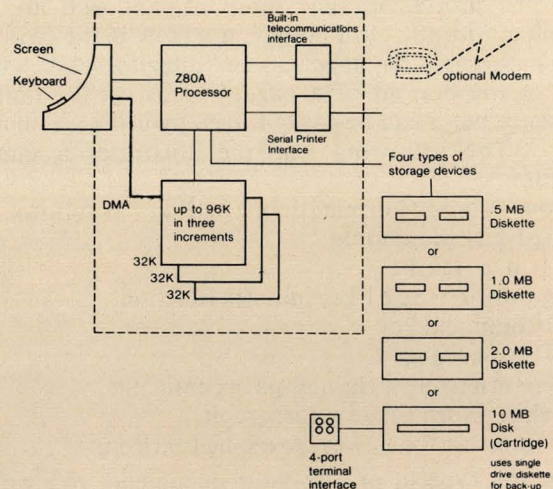 Screen
Keyboard
Z80A
Processor
Built-in
telecommunications
interface
optional Modem
Serial Printer
Interface
DMA
up to 96K
in three
increments
32K
32K
32K
Four types of
storage devices
.5 MB
Diskette
or
1.0 MB
Diskette
or
2.0 MB
Diskette
or
10 MB
Disk
(Cartridge)
uses single
drive diskette
for back-up
4-port
terminal
interface